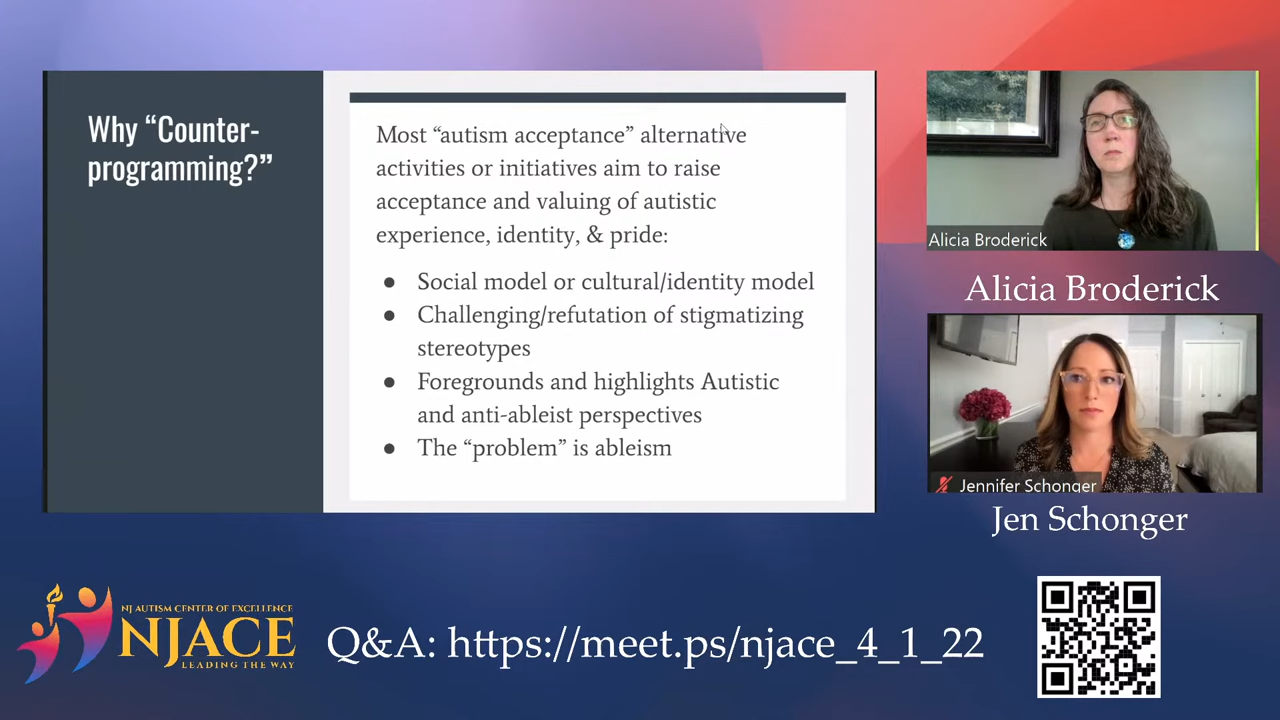 Why “Counter-
programming?”
Most “autism acceptance” alternative
activities or initiatives aim to raise
acceptance and valuing of autistic
experience, identity, & pride:
● Social model or cultural/identity model
● Challenging/refutation of stigmatizing
stereotypes
● Foregrounds and highlights Autistic
and anti-ableist perspectives
● The “problem” is ableism
Alicia Broderick
Alicia Broderick
Jennifer Schonger
Jen Schonger
NJ AUTISM CENTER OF EXCELLENCE
NJACE
LEADING THE WAY
Q&A: https://meet.ps/njace_4_1_22